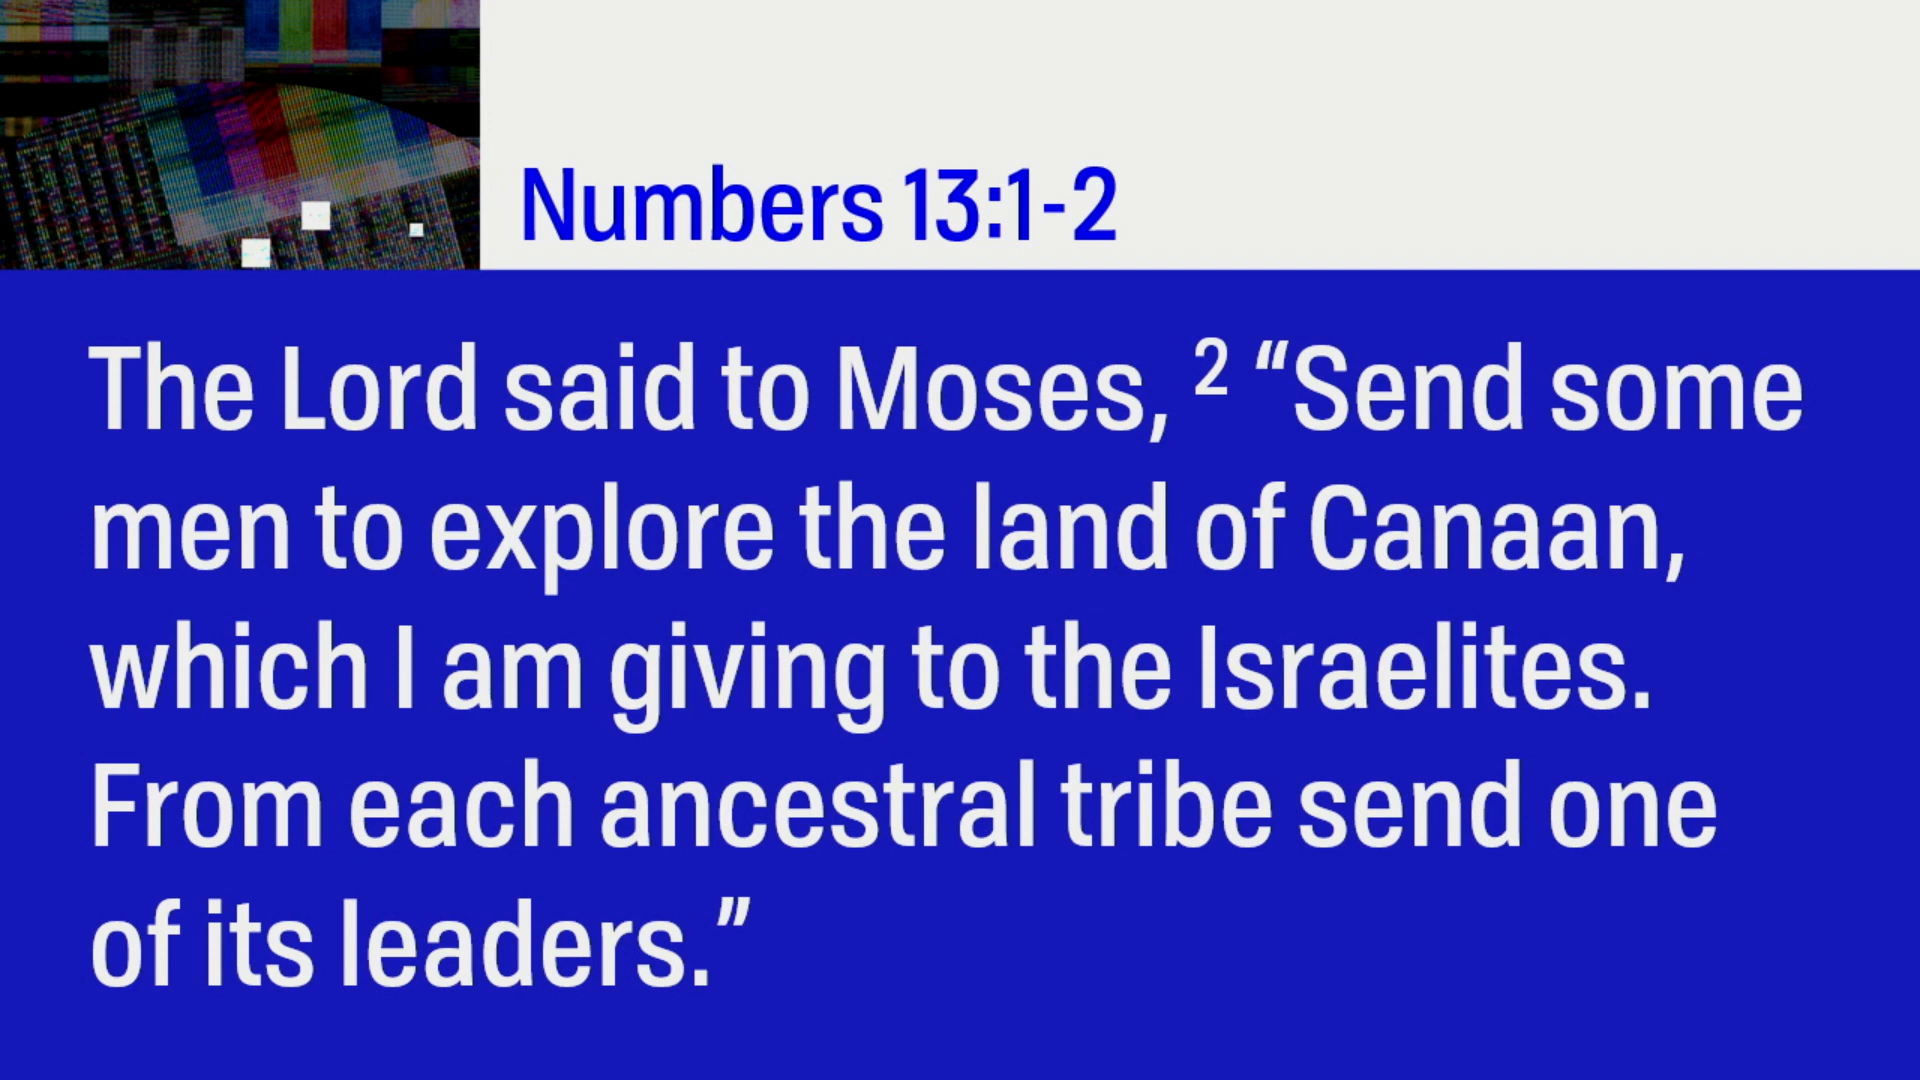 Numbers 13:1-2
The Lord said to Moses, ² “Send some
men to explore the land of Canaan,
which I am giving to the Israelites.
From each ancestral tribe send one
of its leaders.”